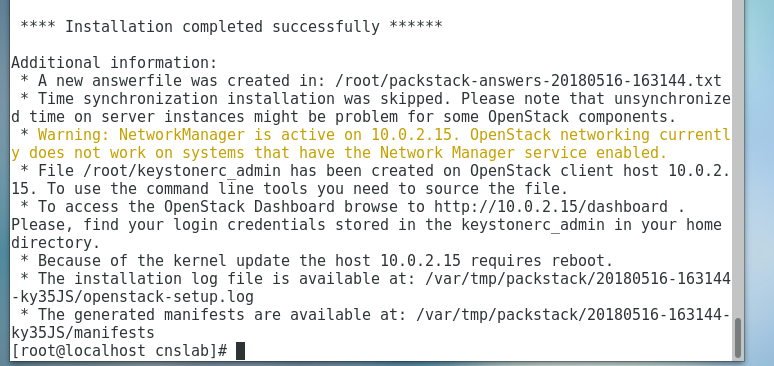 **** Installation completed successfully ******
Additional information:
* A new answerfile was created in: /root/packstack-answers-20180516-163144.txt
* Time synchronization installation was skipped. Please note that unsynchronize
d time on server instances might be problem for some OpenStack components.
* Warning: NetworkManager is active on 10.0.2.15. OpenStack networking currentl
y does not work on systems that have the Network Manager service enabled.
* File /root/keystonerc_admin has been created on OpenStack client host 10.0.2.
15. To use the command line tools you need to source the file.
* To access the OpenStack Dashboard browse to http://10.0.2.15/dashboard .
Please, find your login credentials stored in the keystonerc_admin in your home
directory.
* Because of the kernel update the host 10.0.2.15 requires reboot.
* The installation log file is available at: /var/tmp/packstack/20180516-163144
-ky35JS/openstack-setup.log
* The generated manifests are available at: /var/tmp/packstack/20180516-163144-
ky35JS/manifests
[root@localhost cnslab]#